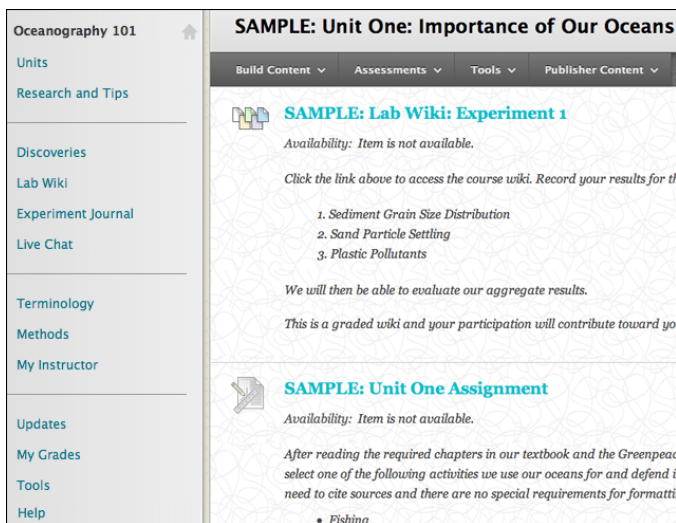 Oceanography 101
Units
Research and Tips
Discoveries
Lab Wiki
Experiment Journal
Live Chat
Terminology
Methods
My Instructor
Updates
My Grades
Tools
Help
SAMPLE: Unit One: Importance of Our Oceans
Build Content Assessments Tools Publisher Content
SAMPLE: Lab Wiki: Experiment 1
Availability: Item is not available.
Click the link above to access the course wiki. Record your results for th
1. Sediment Grain Size Distribution
2. Sand Particle Settling
3. Plastic Pollutants
We will then be able to evaluate our aggregate results.
This is a graded wiki and your participation will contribute toward yo
SAMPLE: Unit One Assignment
Availability: Item is not available.
After reading the required chapters in our textbook and the Greenpeac
select one of the following activities we use our oceans for and defend i
need to cite sources and there are no special requirements for formatti
• Fishing